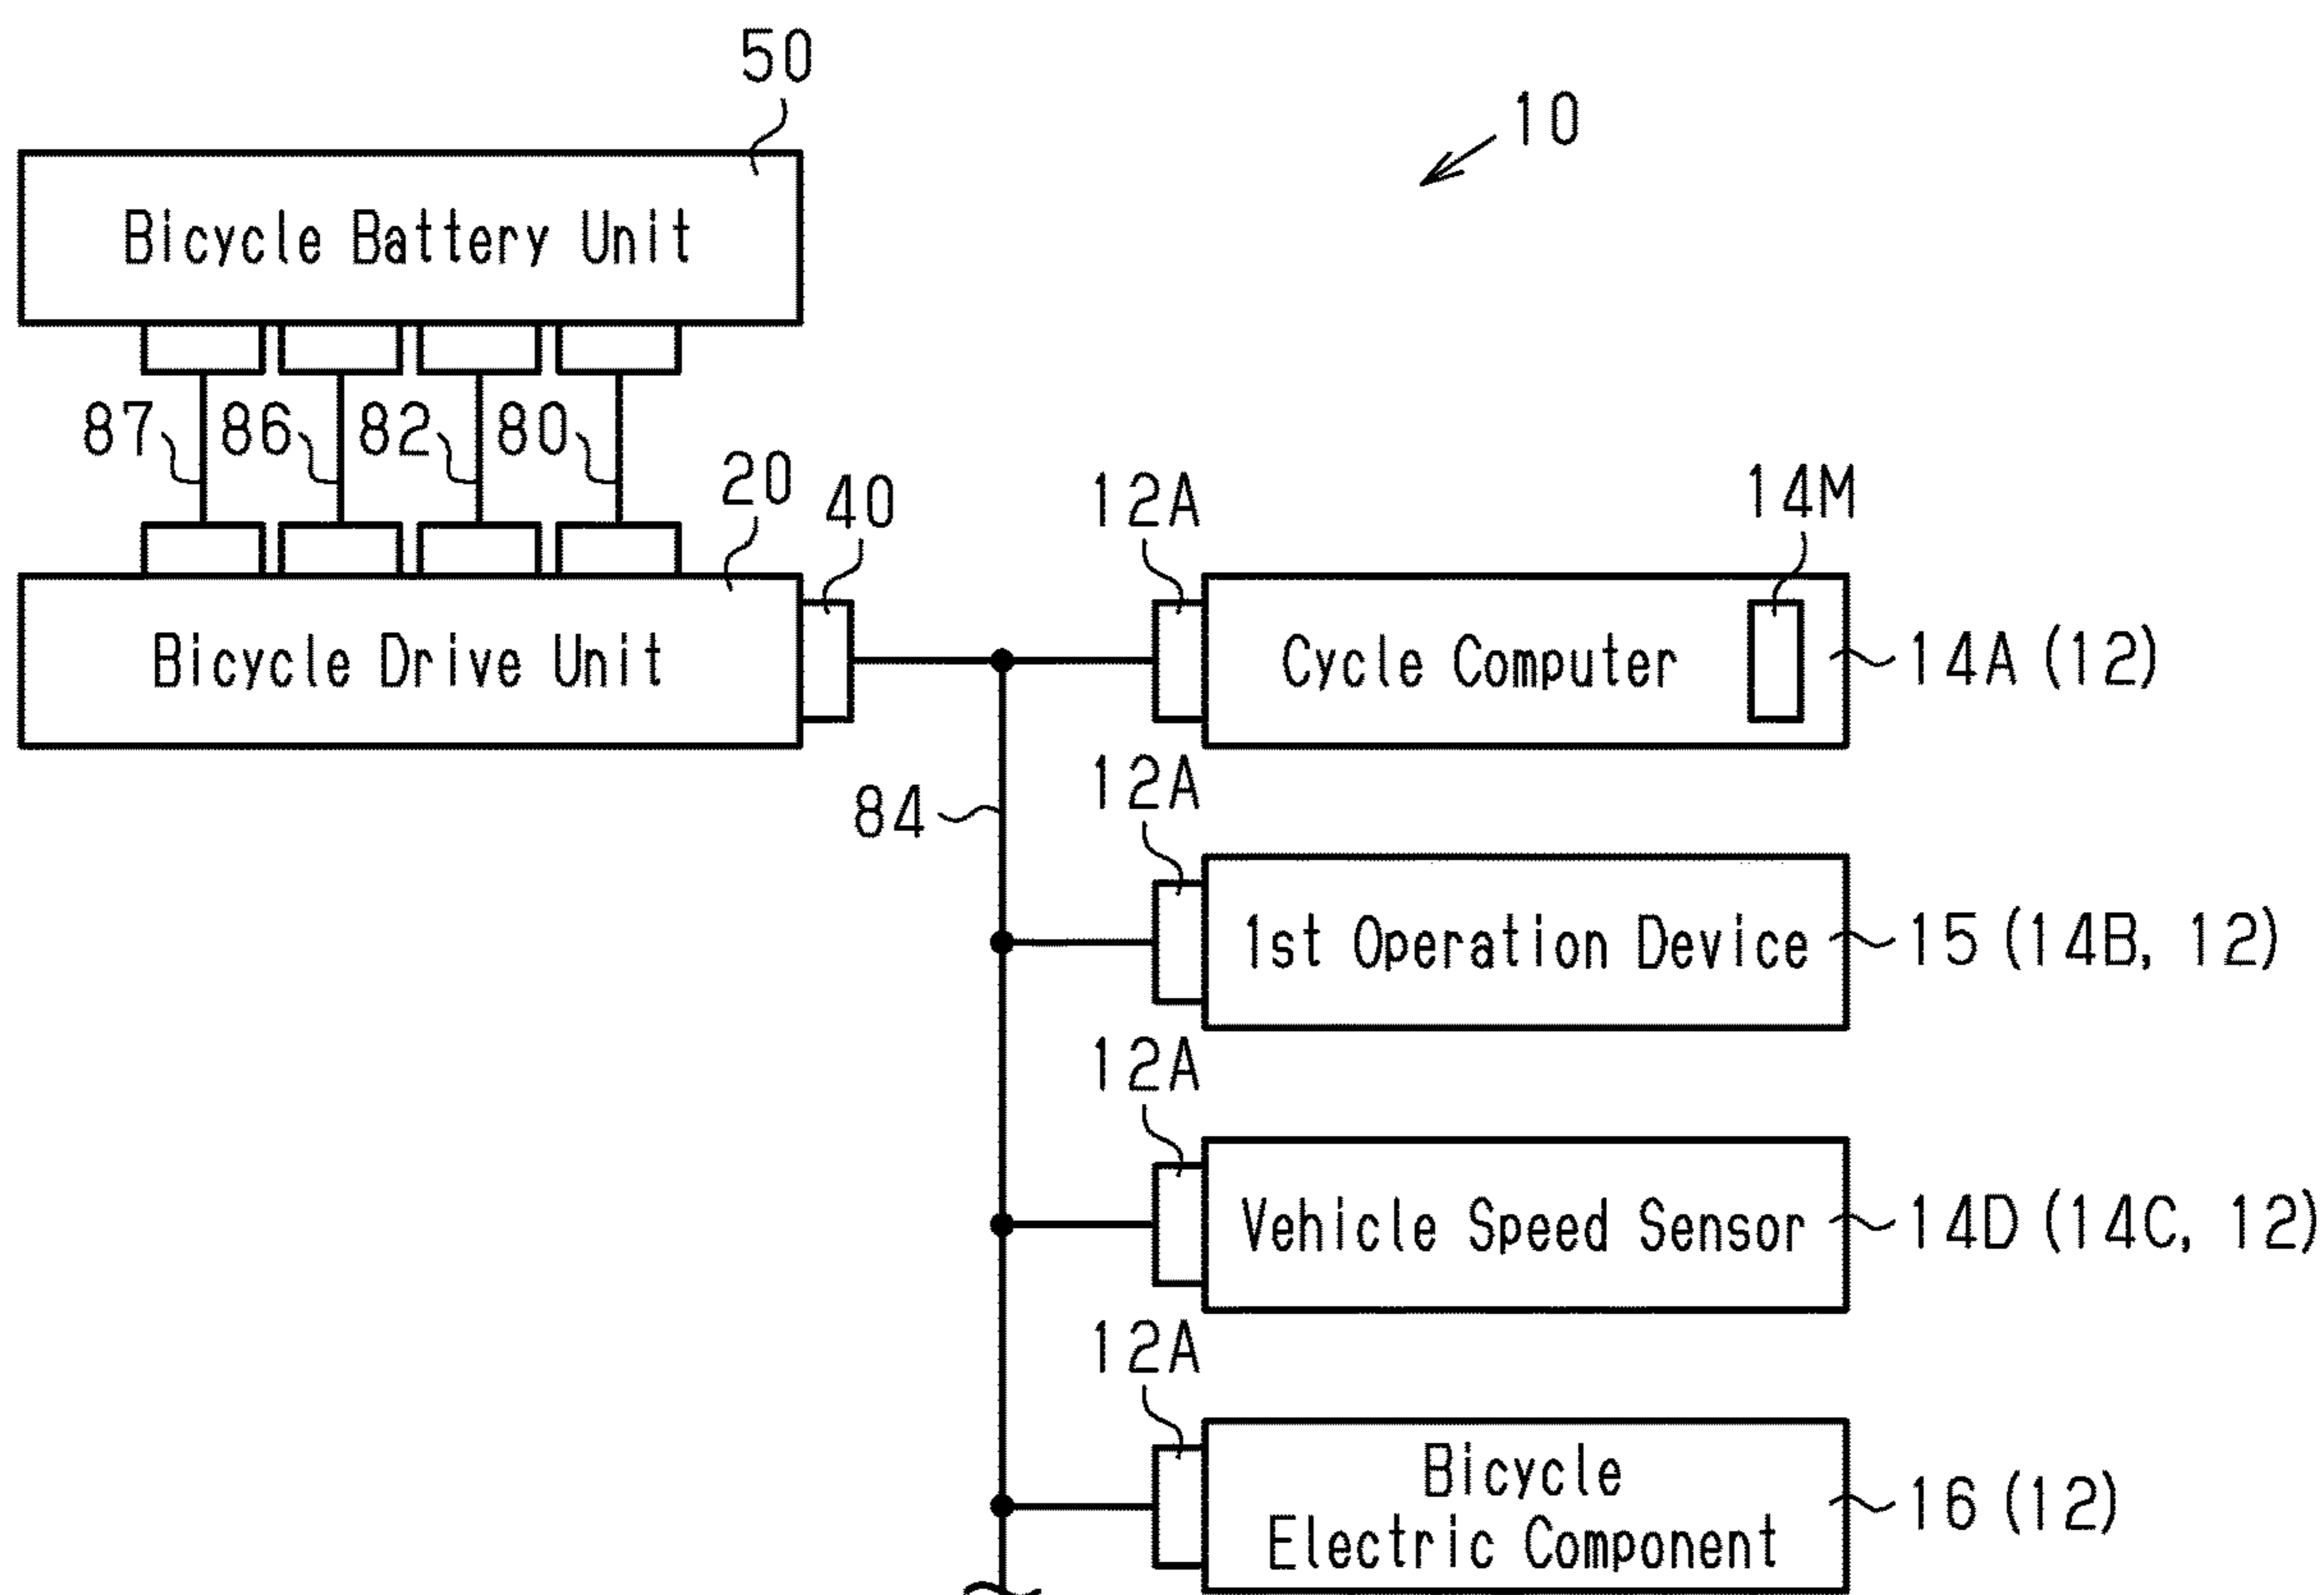 50
10
Bicycle Battery Unit
87 86 82 80
20 40 12A 14M
Bicycle Drive Unit
Cycle Computer
14A (12)
12A
84
1st Operation Device
15 (14B, 12)
12A
Vehicle Speed Sensor
14D (14C, 12)
12A
Bicycle
Electric Component
16 (12)